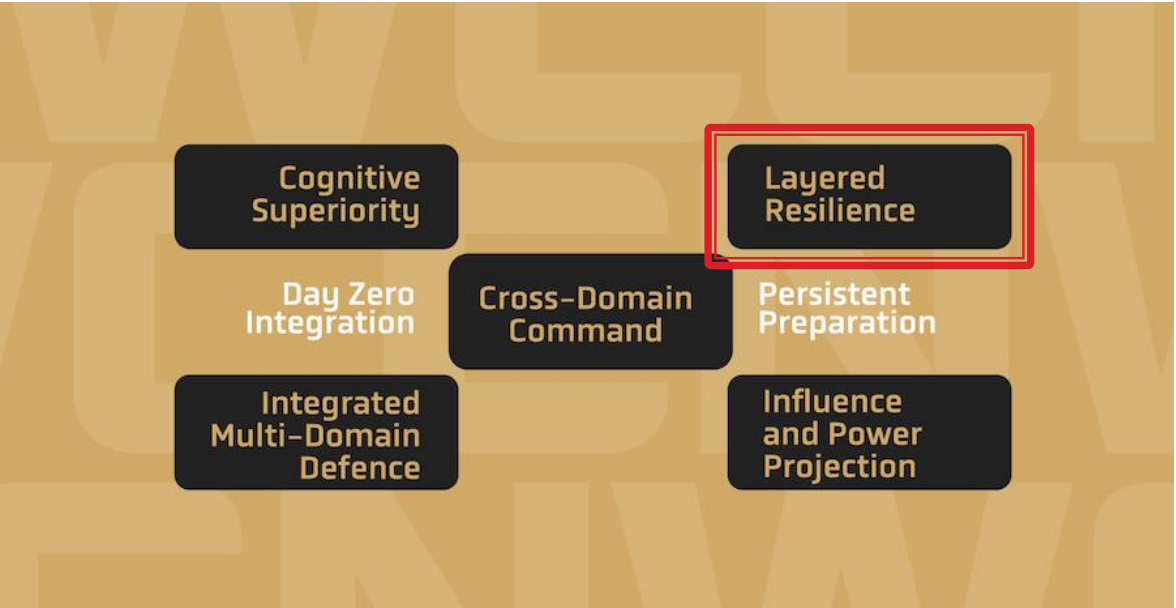 Cognitive
Superiority
Layered
Resilience
Day Zero
Integration
Cross-Domain
Command
Persistent
Preparation
Integrated
Multi-Domain
Defence
Influence
and Power
Projection